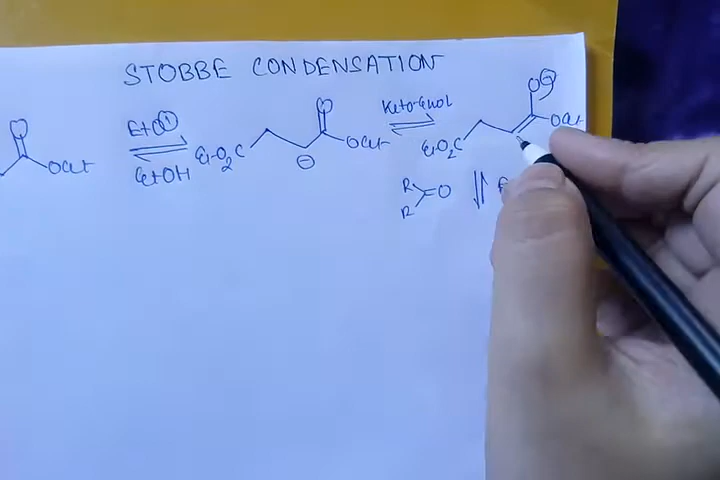 STOBBE CONDENSATION
O
OEt
EtO⊖
EtOH
EtO₂C
O
OEt
⊖
Keto-Enol
EtO₂C
O⊖
OEt
R
R
O